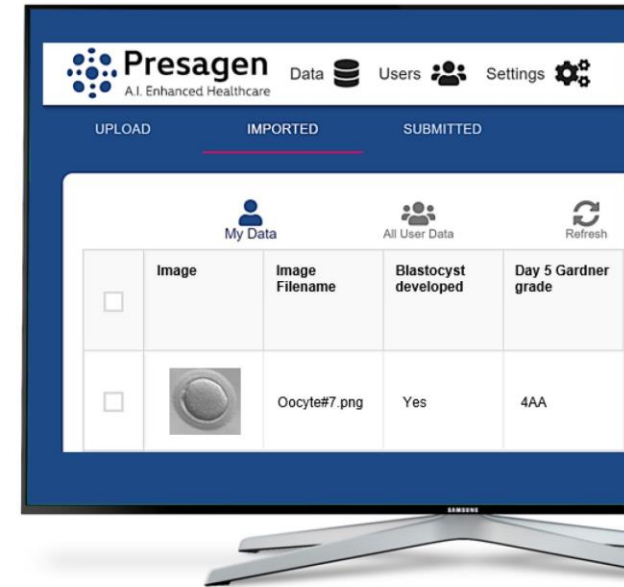 Presagen
A.I. Enhanced Healthcare
Data
Users
Settings
UPLOAD
IMPORTED
SUBMITTED
My Data
All User Data
Refresh
Image
Image
Filename
Blastocyst
developed
Day 5 Gardner
grade
Oocyte#7.png
Yes
4AA
SAMSUNG